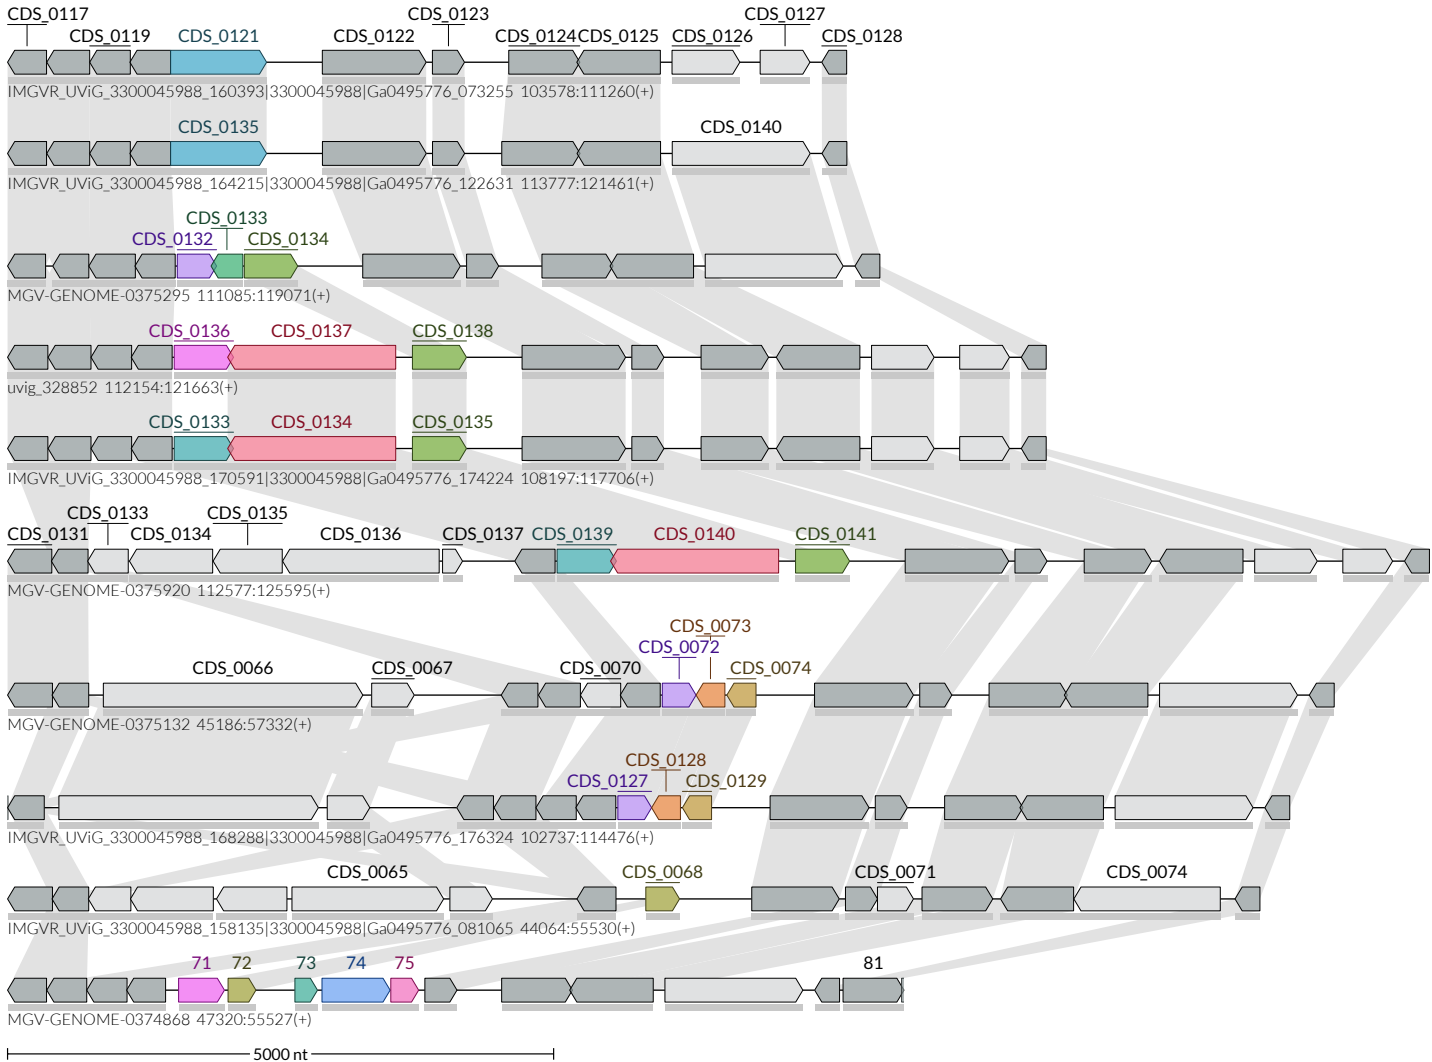 CDS_0117 CDS_0123 CDS_0127
CDS_0119 CDS_0121 CDS_0122 CDS_0124 CDS_0125 CDS_0126 CDS_0128
IMGVR_UViG_3300045988_160393|3300045988|Ga0495776_073255 103578:111260(+)
CDS_0135 CDS_0140
IMGVR_UViG_3300045988_164215|3300045988|Ga0495776_122631 113777:121461(+)
CDS_0133
CDS_0132 CDS_0134
MGV-GENOME-0375295 111085:119071(+)
CDS_0136 CDS_0137 CDS_0138
uvig_328852 112154:121663(+)
CDS_0133 CDS_0134 CDS_0135
IMGVR_UViG_3300045988_170591|3300045988|Ga0495776_174224 108197:117706(+)
CDS_0133 CDS_0135
CDS_0131 CDS_0134 CDS_0136 CDS_0137 CDS_0139 CDS_0140 CDS_0141
MGV-GENOME-0375920 112577:125595(+)
CDS_0073
CDS_0072
CDS_0066 CDS_0067 CDS_0070 CDS_0074
MGV-GENOME-0375132 45186:57332(+)
CDS_0128
CDS_0127 CDS_0129
IMGVR_UViG_3300045988_168288|3300045988|Ga0495776_176324 102737:114476(+)
CDS_0065 CDS_0068 CDS_0071 CDS_0074
IMGVR_UViG_3300045988_158135|3300045988|Ga0495776_081065 44064:55530(+)
71 72 73 74 75 81
MGV-GENOME-0374868 47320:55527(+)
5000 nt